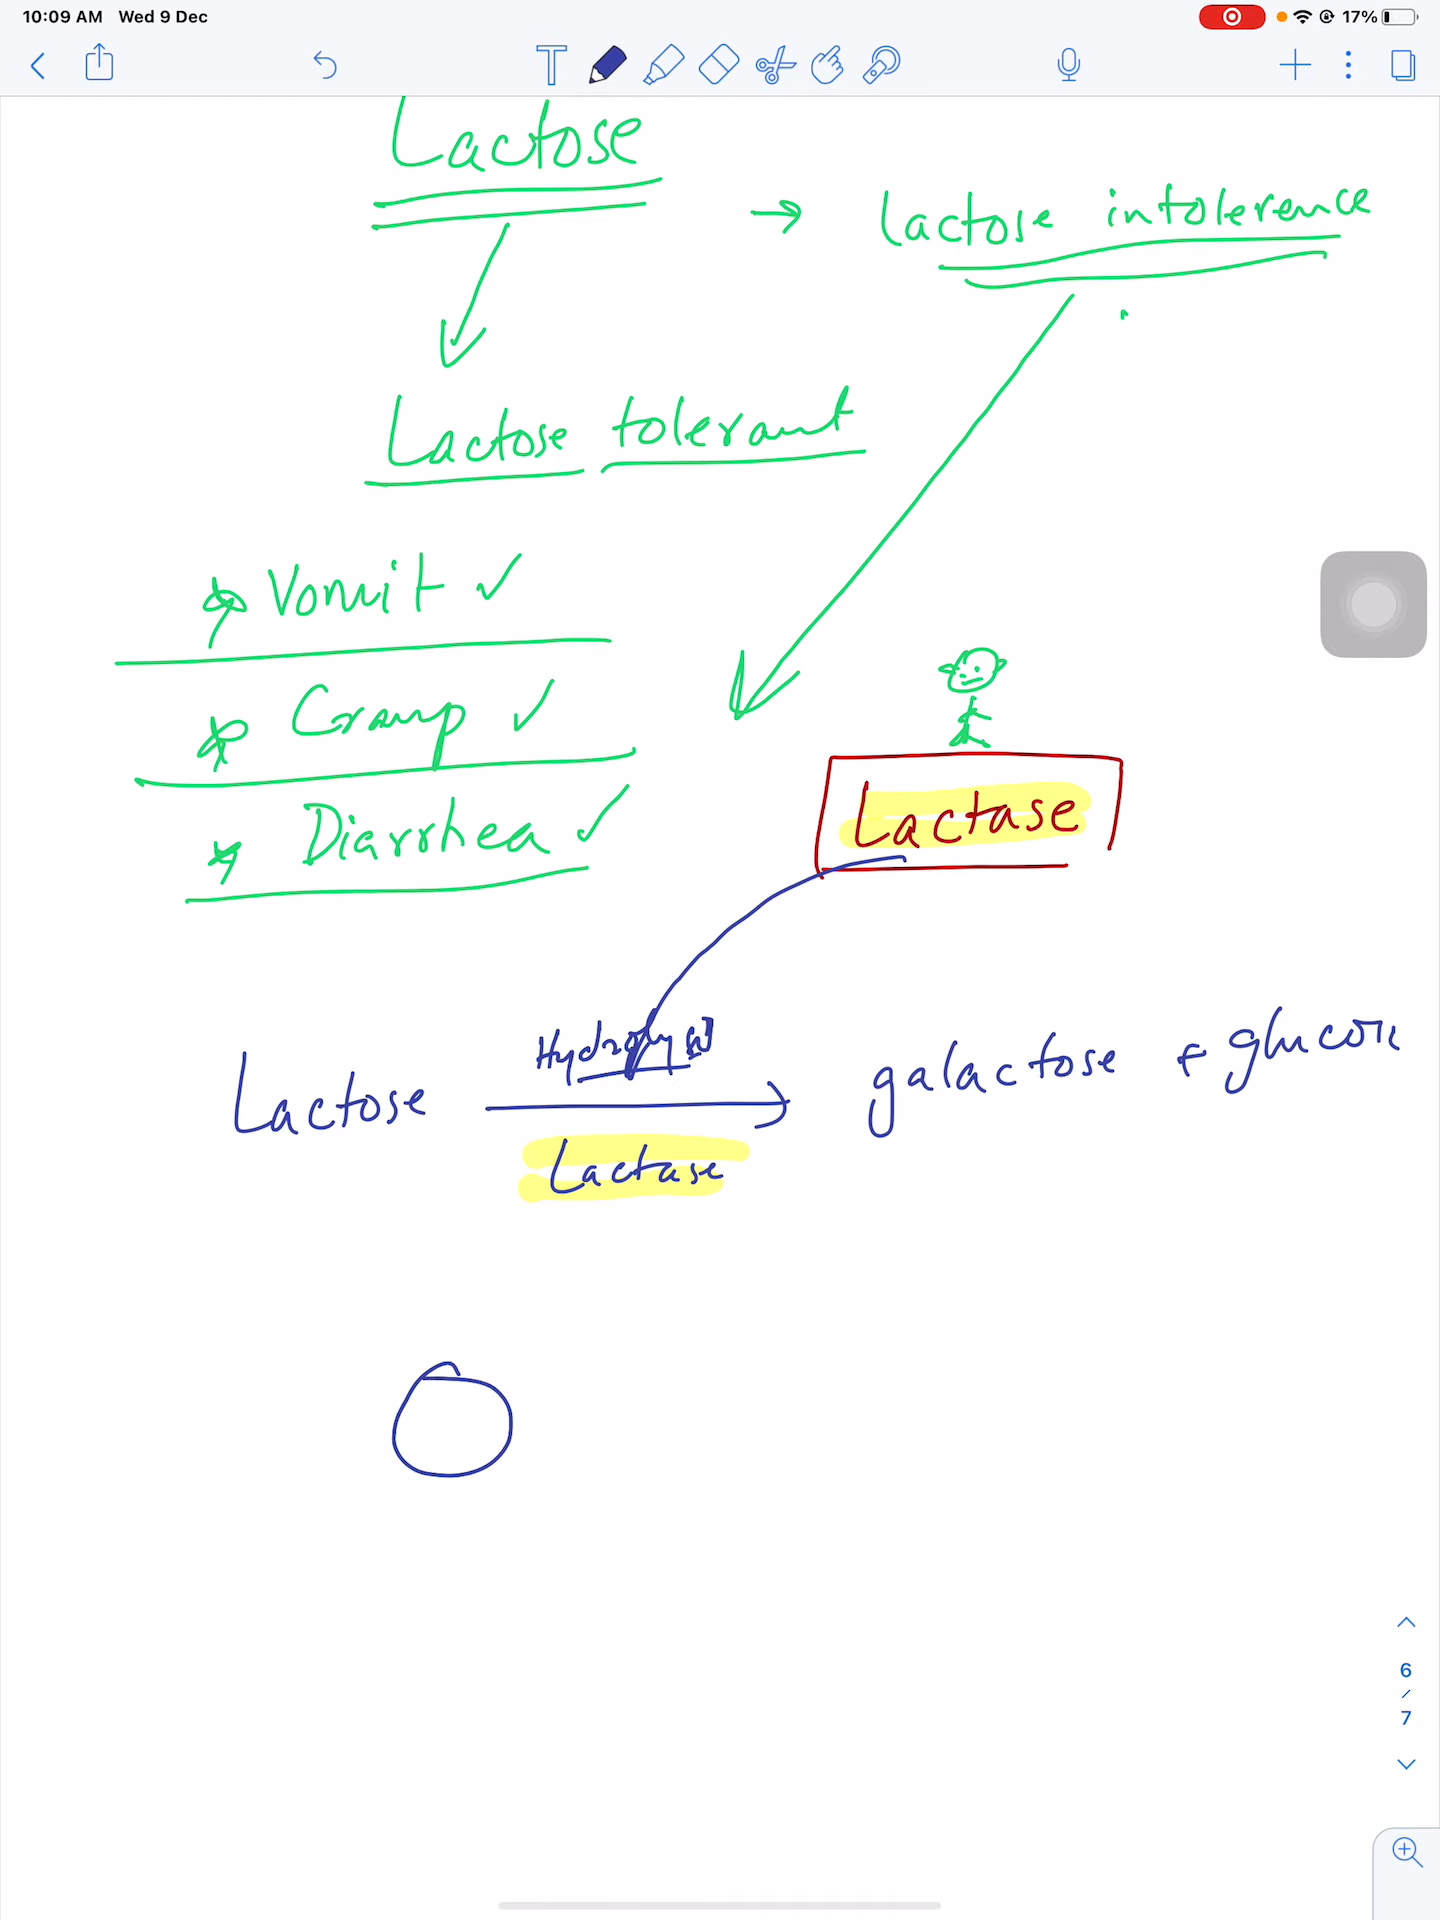 10:09 AM Wed 9 Dec 17%
T
Lactose
→ Lactose intolerence
Lactose tolerant
* Vomit ✓
* Cramp ✓
* Diarrhea ✓
Lactase
Hydrolysis
Lactose → galactose + glucose
Lactase
6
/
7